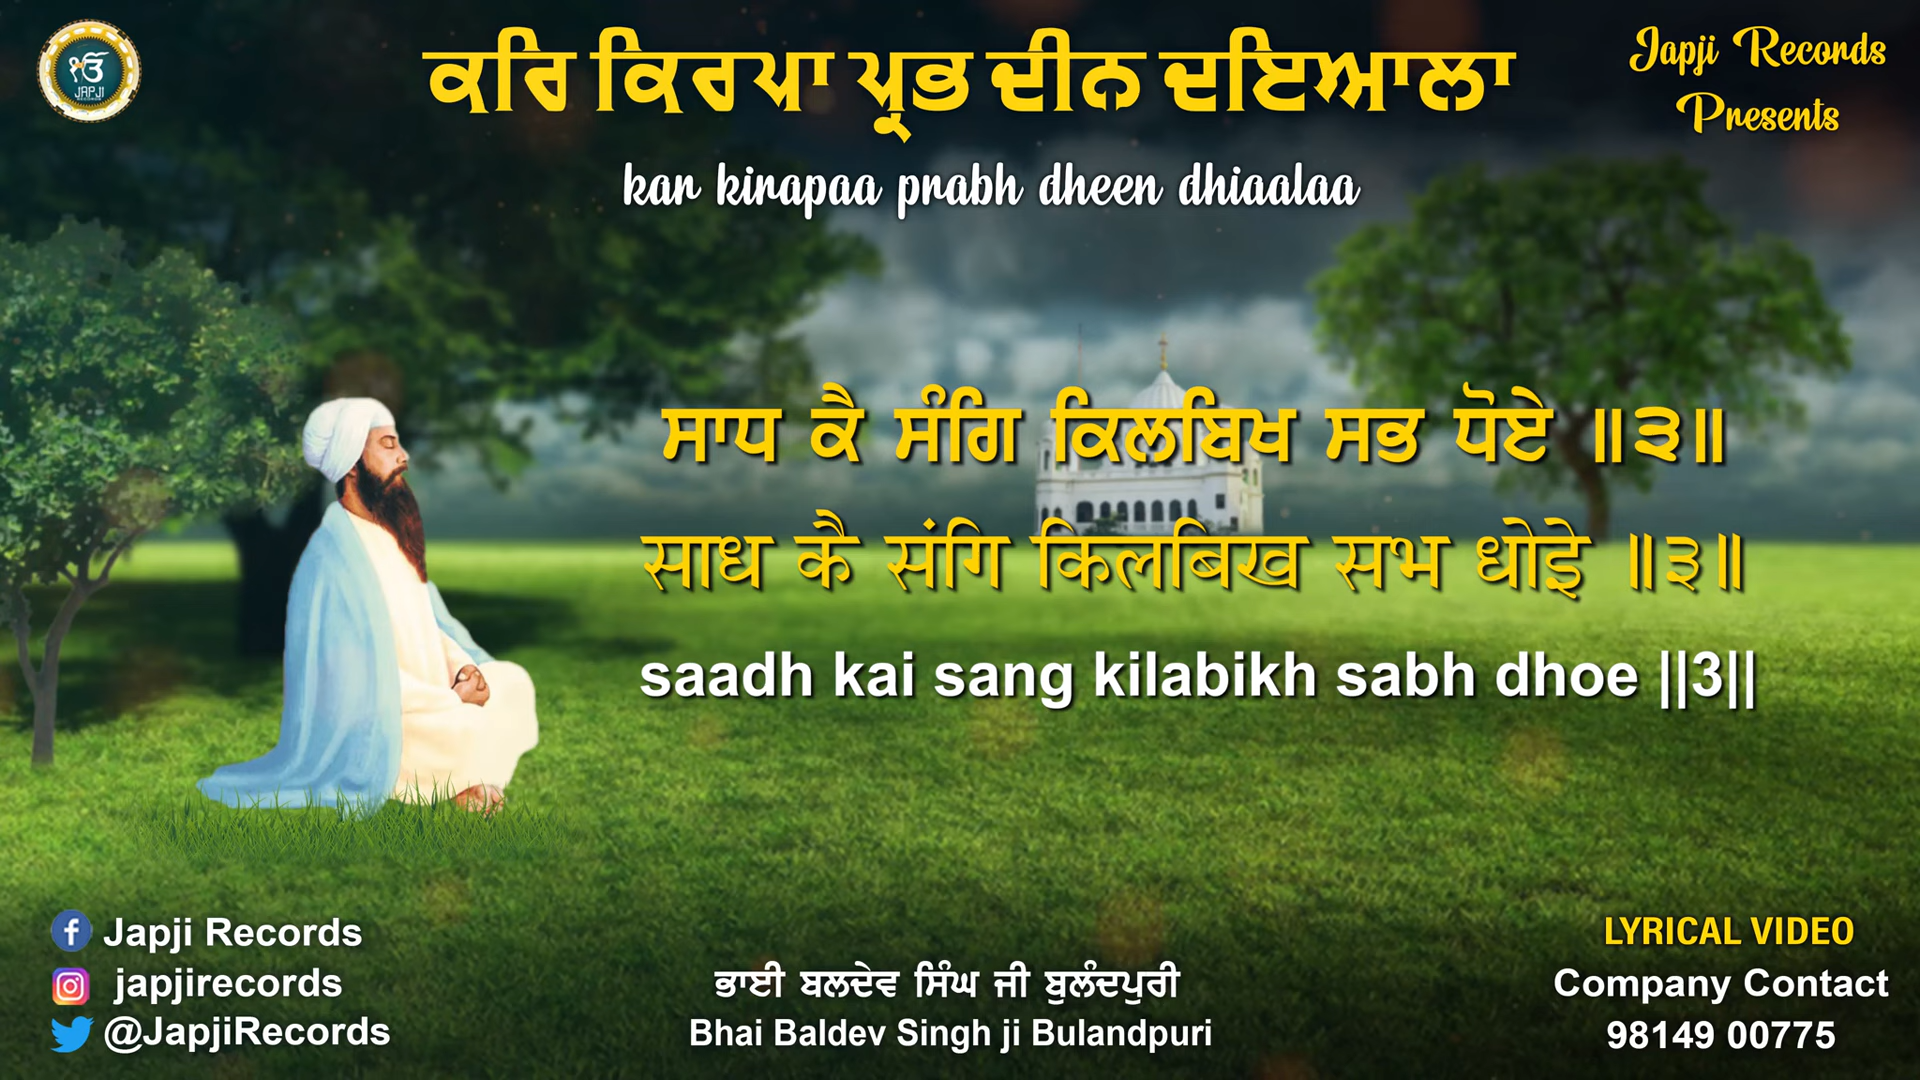 ੴ
JAPJI
ਕਰਿ ਕਿਰਪਾ ਪ੍ਰਭ ਦੀਨ ਦਇਆਲਾ
Japji Records
Presents
kar kirapaa prabh dheen dhiaalaa
ਸਾਧ ਕੈ ਸੰਗਿ ਕਿਲਬਿਖ ਸਭ ਧੋਏ ॥੩॥
साध कै संगि किलबिख सभ धोइे ॥३॥
saadh kai sang kilabikh sabh dhoe ||3||
Japji Records
japjirecords
@JapjiRecords
ਭਾਈ ਬਲਦੇਵ ਸਿੰਘ ਜੀ ਬੁਲੰਦਪੁਰੀ
Bhai Baldev Singh ji Bulandpuri
LYRICAL VIDEO
Company Contact
98149 00775